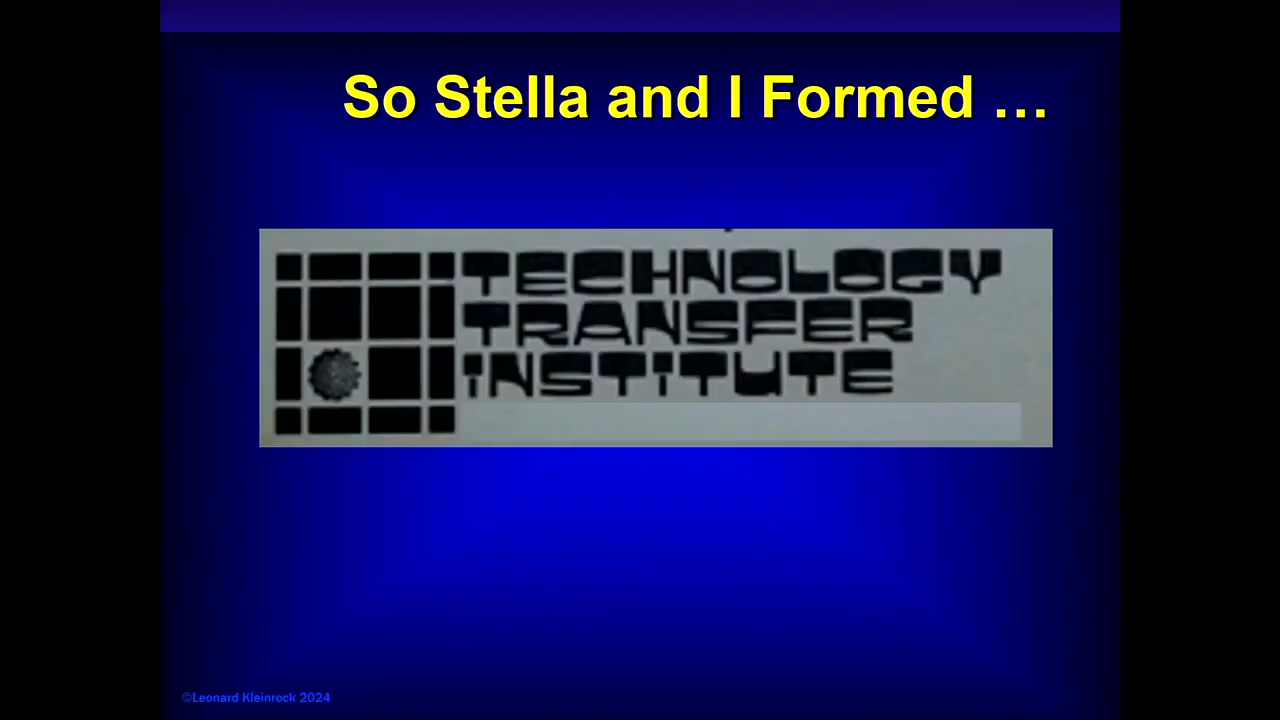 So Stella and I Formed …
TECHNOLOGY
TRANSFER
iNSTiTUTE
©Leonard Kleinrock 2024